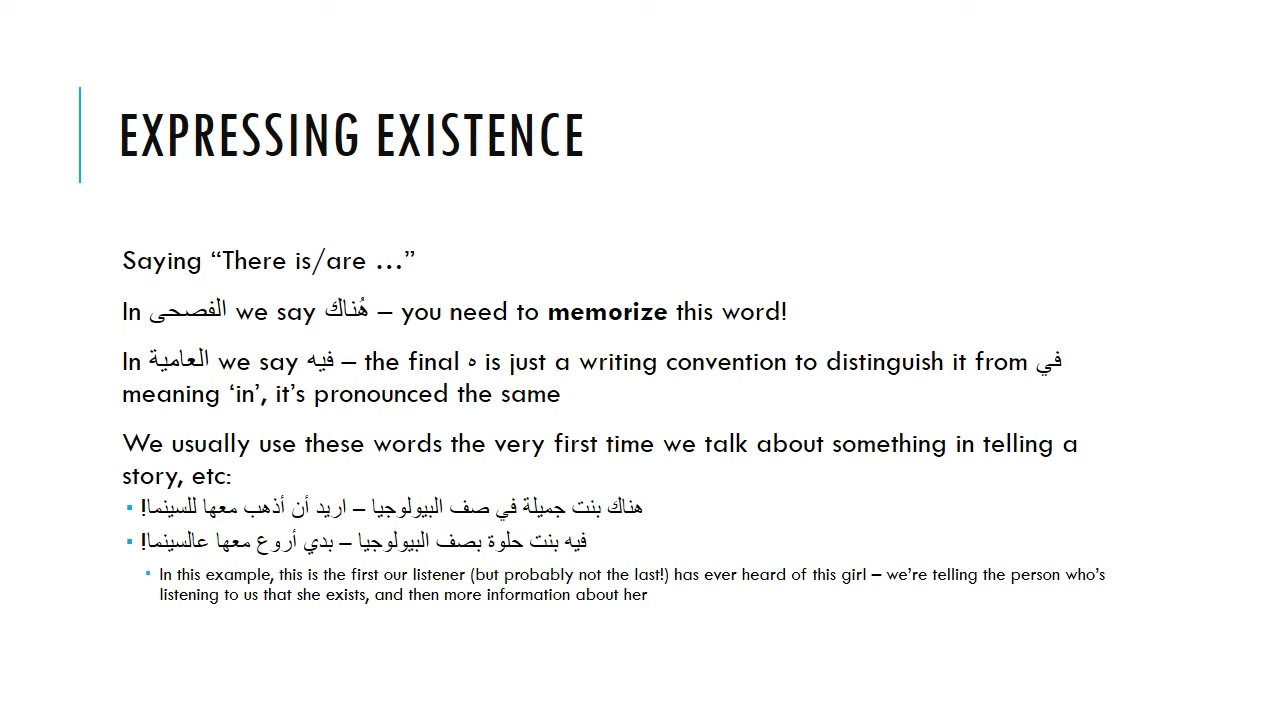 EXPRESSING EXISTENCE
Saying “There is/are …”
In الفصحى we say هُناك – you need to memorize this word!
In العامية we say فيه – the final ه is just a writing convention to distinguish it from في
meaning ‘in’, it’s pronounced the same
We usually use these words the very first time we talk about something in telling a
story, etc:
▪ هناك بنت جميلة في صف البيولوجيا – اريد أن أذهب معها للسينما!
▪ فيه بنت حلوة بصف البيولوجيا – بدي أروع معها عالسينما!
▪ In this example, this is the first our listener (but probably not the last!) has ever heard of this girl – we’re telling the person who’s
listening to us that she exists, and then more information about her